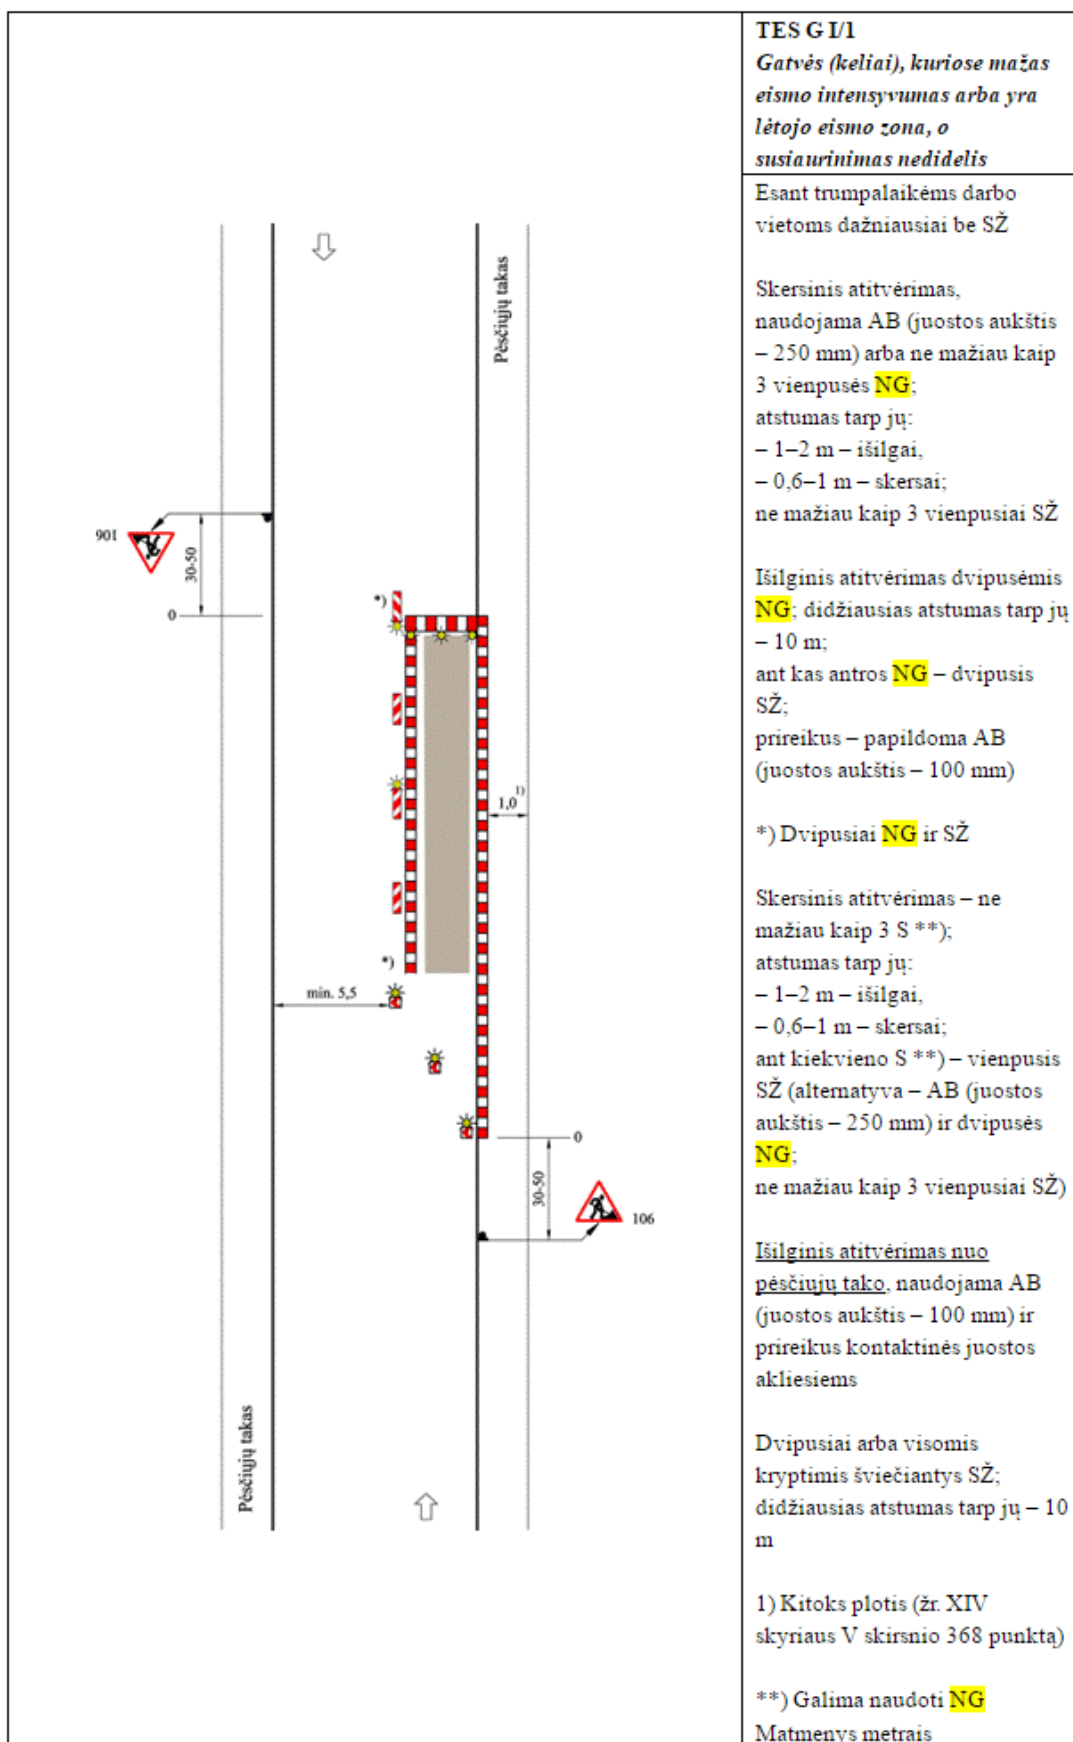 TES G I/1
Gatvės (keliai), kuriose mažas
eismo intensyvumas arba yra
lėtojo eismo zona, o
susiaurinimas nedidelis
Esant trumpalaikėms darbo
vietoms dažniausiai be SŽ
Skersinis atitvėrimas,
naudojama AB (juostos aukštis
– 250 mm) arba ne mažiau kaip
3 vienpusės NG;
atstumas tarp jų:
– 1–2 m – išilgai,
– 0,6–1 m – skersai;
ne mažiau kaip 3 vienpusiai SŽ
Išilginis atitvėrimas dvipusėmis
NG; didžiausias atstumas tarp jų
– 10 m;
ant kas antros NG – dvipusis
SŽ;
prireikus – papildoma AB
(juostos aukštis – 100 mm)
*) Dvipusiai NG ir SŽ
Skersinis atitvėrimas – ne
mažiau kaip 3 S **);
atstumas tarp jų:
– 1–2 m – išilgai,
– 0,6–1 m – skersai;
ant kiekvieno S **) – vienpusis
SŽ (alternatyva – AB (juostos
aukštis – 250 mm) ir dvipusės
NG;
ne mažiau kaip 3 vienpusiai SŽ)
Išilginis atitvėrimas nuo
pėsčiųjų tako, naudojama AB
(juostos aukštis – 100 mm) ir
prireikus kontaktinės juostos
akliesiems
Dvipusiai arba visomis
kryptimis šviečiantys SŽ;
didžiausias atstumas tarp jų – 10
m
1) Kitoks plotis (žr. XIV
skyriaus V skirsnio 368 punktą)
**) Galima naudoti NG
Matmenys metrais
Pėsčiųjų takas
106
30-50
0
*)
1,0 1)
*)
min. 5,5
0
30-50
106
Pėsčiųjų takas